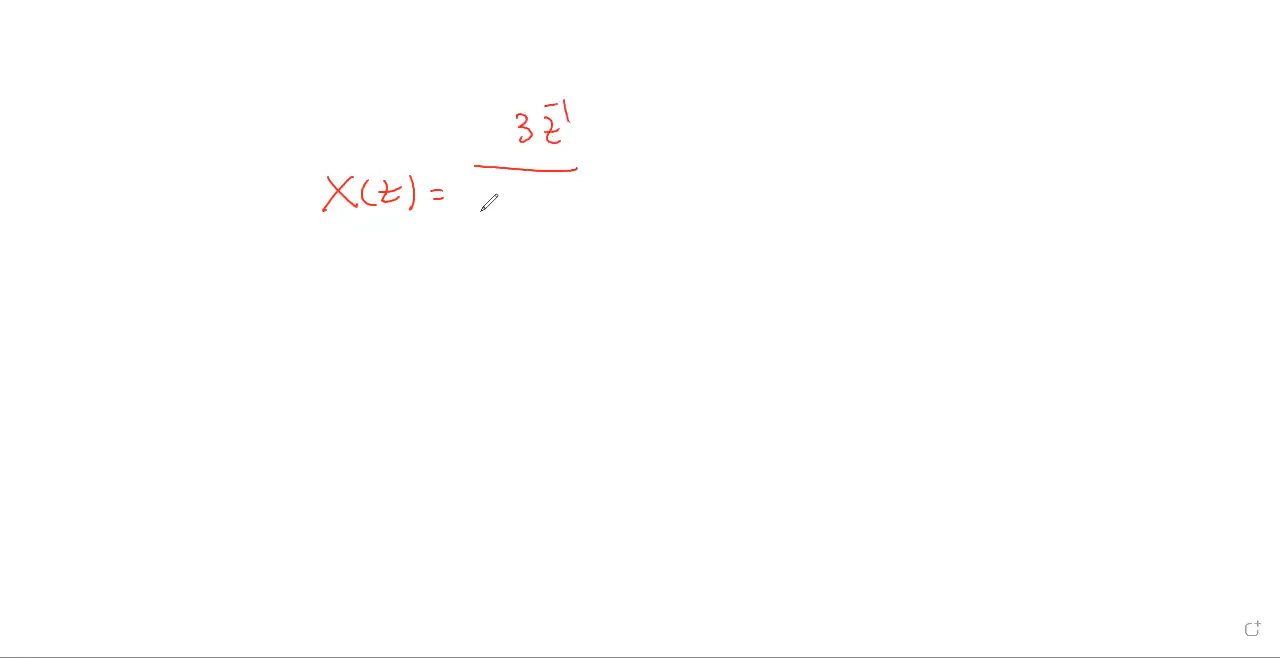 3z⁻¹
X(z) =